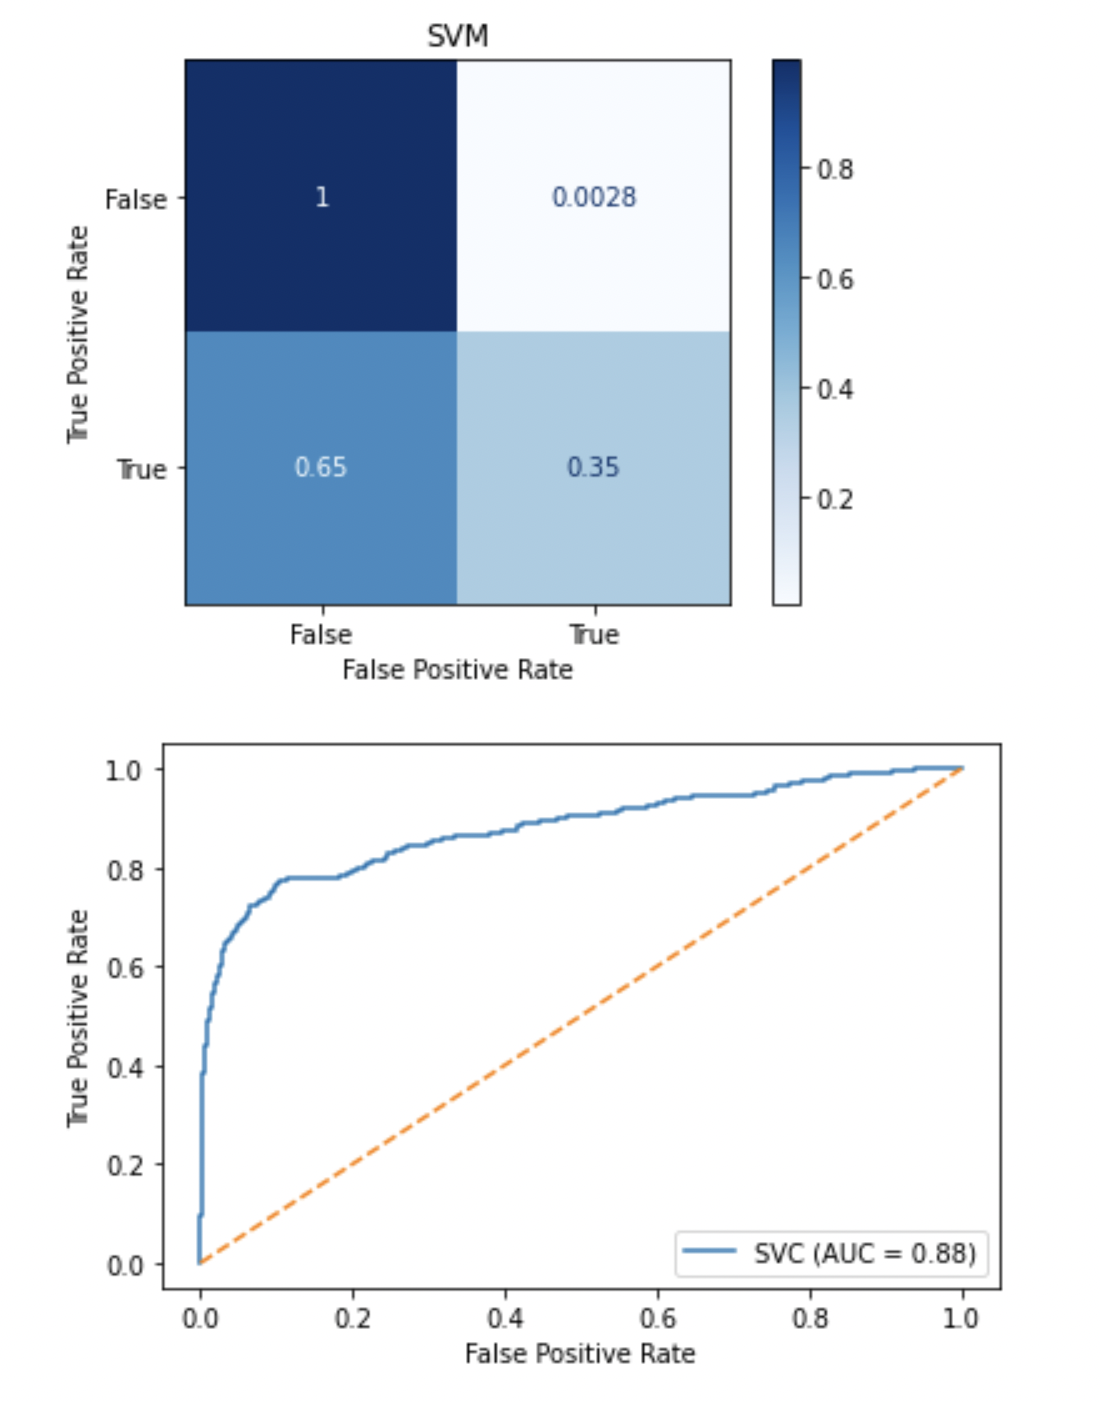 SVM
False
1
0.0028
0.8
0.6
True Positive Rate
0.4
True
0.65
0.35
0.2
False
True
False Positive Rate
1.0
0.8
True Positive Rate
0.6
0.4
0.2
0.0
SVC (AUC = 0.88)
0.0 0.2 0.4 0.6 0.8 1.0
False Positive Rate